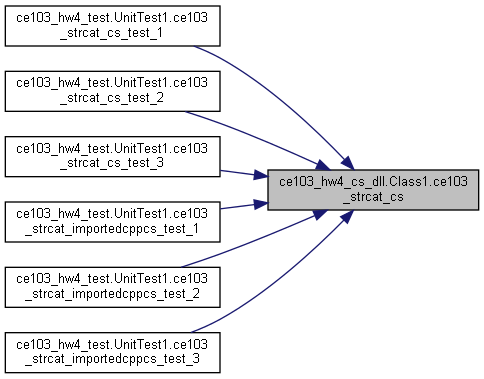 ce103_hw4_test.UnitTest1.ce103
_strcat_cs_test_1
ce103_hw4_test.UnitTest1.ce103
_strcat_cs_test_2
ce103_hw4_test.UnitTest1.ce103
_strcat_cs_test_3
ce103_hw4_cs_dll.Class1.ce103
_strcat_cs
ce103_hw4_test.UnitTest1.ce103
_strcat_importedcppcs_test_1
ce103_hw4_test.UnitTest1.ce103
_strcat_importedcppcs_test_2
ce103_hw4_test.UnitTest1.ce103
_strcat_importedcppcs_test_3